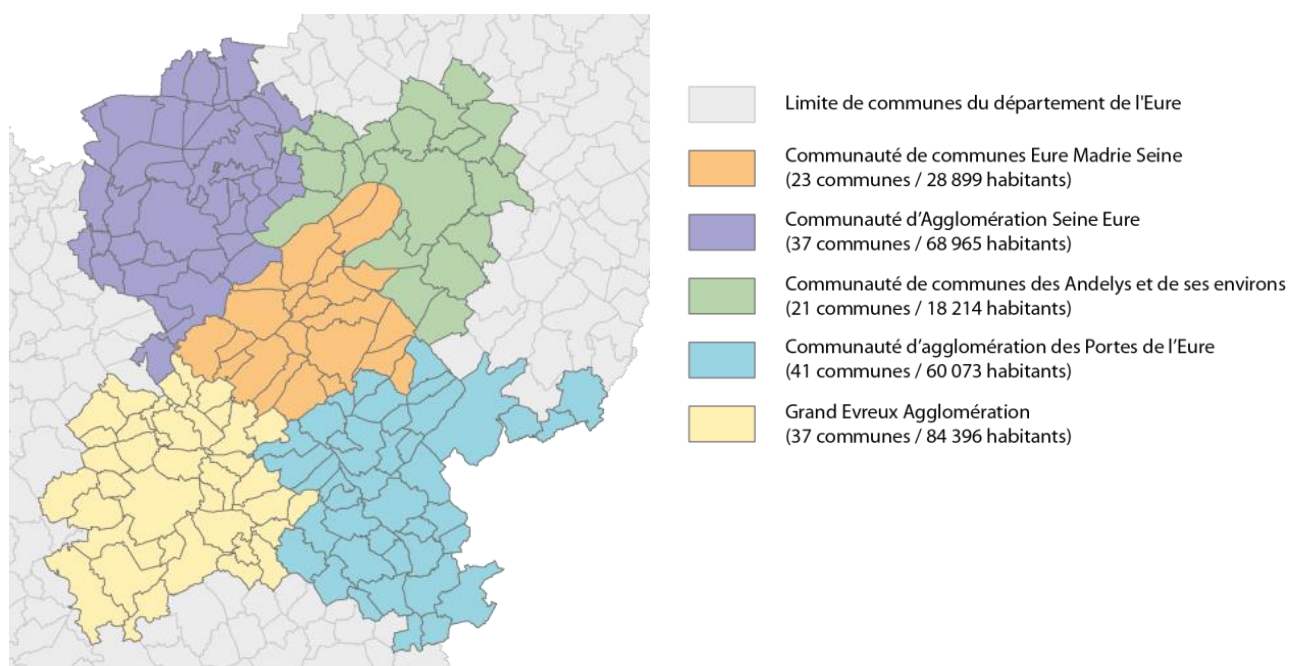 Limite de communes du département de l'Eure
Communauté de communes Eure Madrie Seine
(23 communes / 28 899 habitants)
Communauté d’Agglomération Seine Eure
(37 communes / 68 965 habitants)
Communauté de communes des Andelys et de ses environs
(21 communes / 18 214 habitants)
Communauté d’agglomération des Portes de l’Eure
(41 communes / 60 073 habitants)
Grand Evreux Agglomération
(37 communes / 84 396 habitants)